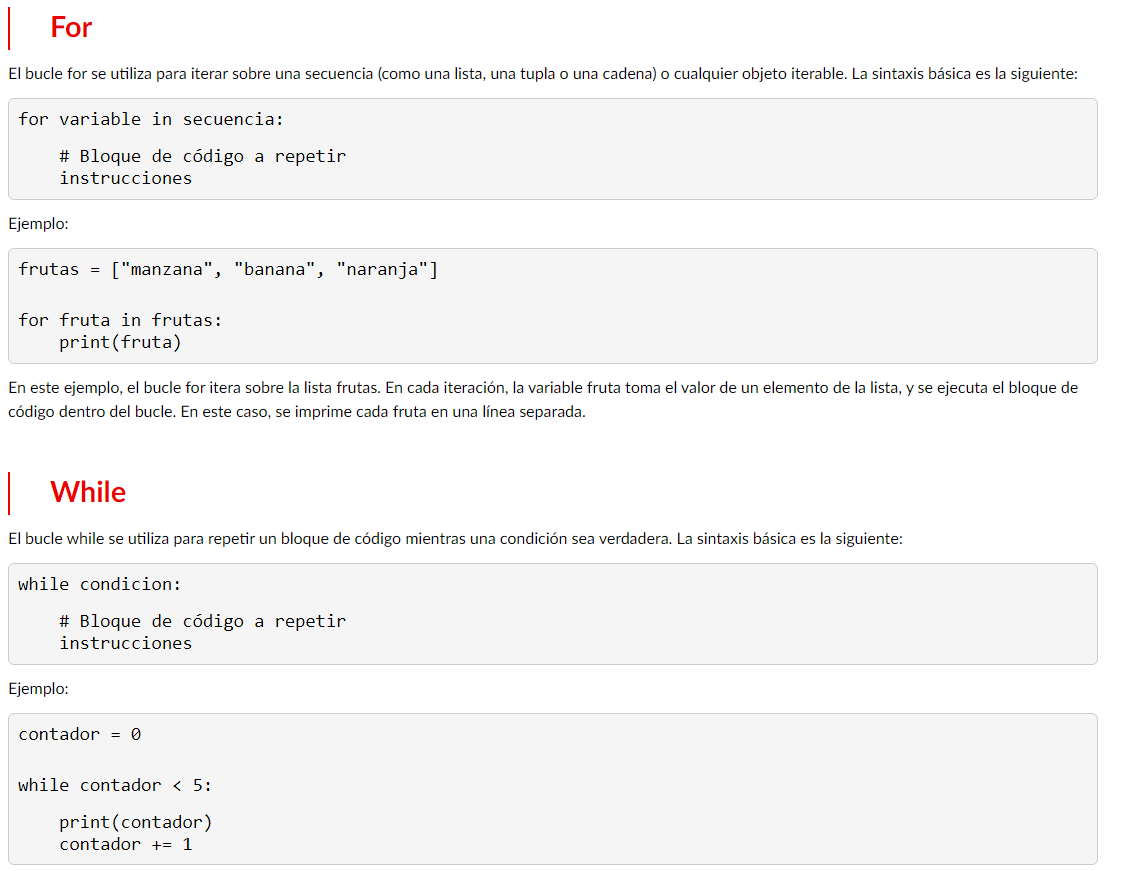 For
El bucle for se utiliza para iterar sobre una secuencia (como una lista, una tupla o una cadena) o cualquier objeto iterable. La sintaxis básica es la siguiente:
for variable in secuencia:
    # Bloque de código a repetir
    instrucciones
Ejemplo:
frutas = ["manzana", "banana", "naranja"]
for fruta in frutas:
    print(fruta)
En este ejemplo, el bucle for itera sobre la lista frutas. En cada iteración, la variable fruta toma el valor de un elemento de la lista, y se ejecuta el bloque de
código dentro del bucle. En este caso, se imprime cada fruta en una línea separada.
While
El bucle while se utiliza para repetir un bloque de código mientras una condición sea verdadera. La sintaxis básica es la siguiente:
while condicion:
    # Bloque de código a repetir
    instrucciones
Ejemplo:
contador = 0
while contador < 5:
    print(contador)
    contador += 1